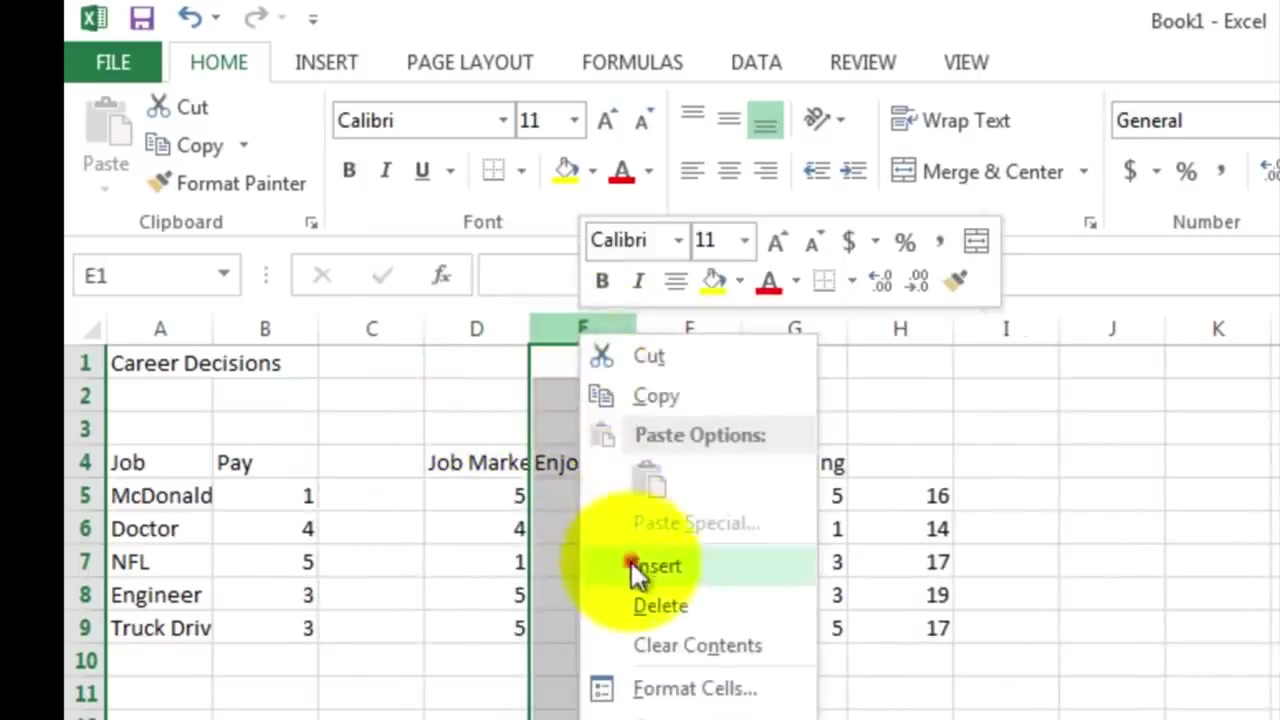 Book1 - Excel
FILE HOME INSERT PAGE LAYOUT FORMULAS DATA REVIEW VIEW
Cut
Calibri 11 A A Wrap Text General
Copy
Paste
B I U A Merge & Center $ % ,
Format Painter
Clipboard Font Number
Calibri 11 A A $ % ,
E1 fx
B I A .00 .00
A B C D E F G H I J K
1 Career Decisions
Cut
2
Copy
3
Paste Options:
4 Job Pay Job Marke Enjo ng
5 McDonald 1 5 5 16
Paste Special...
6 Doctor 4 4 1 14
7 NFL 5 1 3 17
Insert
8 Engineer 3 5 3 19
Delete
9 Truck Driv 3 5 5 17
Clear Contents
10
11
Format Cells...